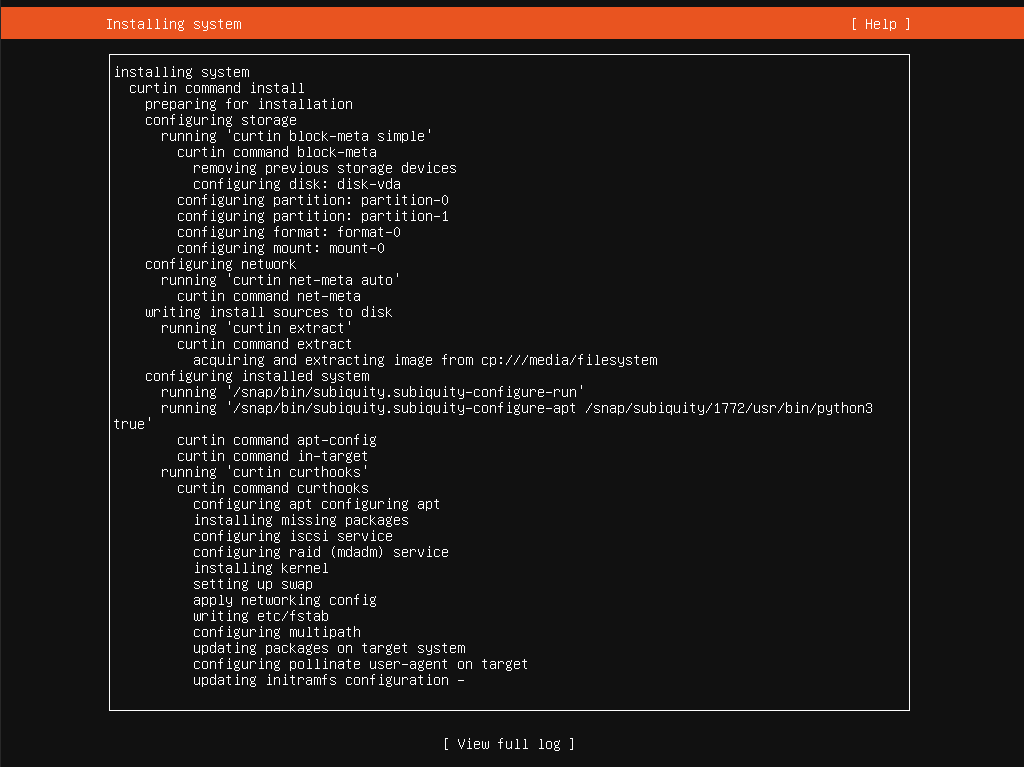 Installing system
[ Help ]
installing system
curtin command install
preparing for installation
configuring storage
running 'curtin block-meta simple'
curtin command block-meta
removing previous storage devices
configuring disk: disk-vda
configuring partition: partition-0
configuring partition: partition-1
configuring format: format-0
configuring mount: mount-0
configuring network
running 'curtin net-meta auto'
curtin command net-meta
writing install sources to disk
running 'curtin extract'
curtin command extract
acquiring and extracting image from cp:///media/filesystem
configuring installed system
running '/snap/bin/subiquity.subiquity-configure-run'
running '/snap/bin/subiquity.subiquity-configure-apt /snap/subiquity/1772/usr/bin/python3
true'
curtin command apt-config
curtin command in-target
running 'curtin curthooks'
curtin command curthooks
configuring apt configuring apt
installing missing packages
configuring iscsi service
configuring raid (mdadm) service
installing kernel
setting up swap
apply networking config
writing etc/fstab
configuring multipath
updating packages on target system
configuring pollinate user-agent on target
updating initramfs configuration -
[ View full log ]